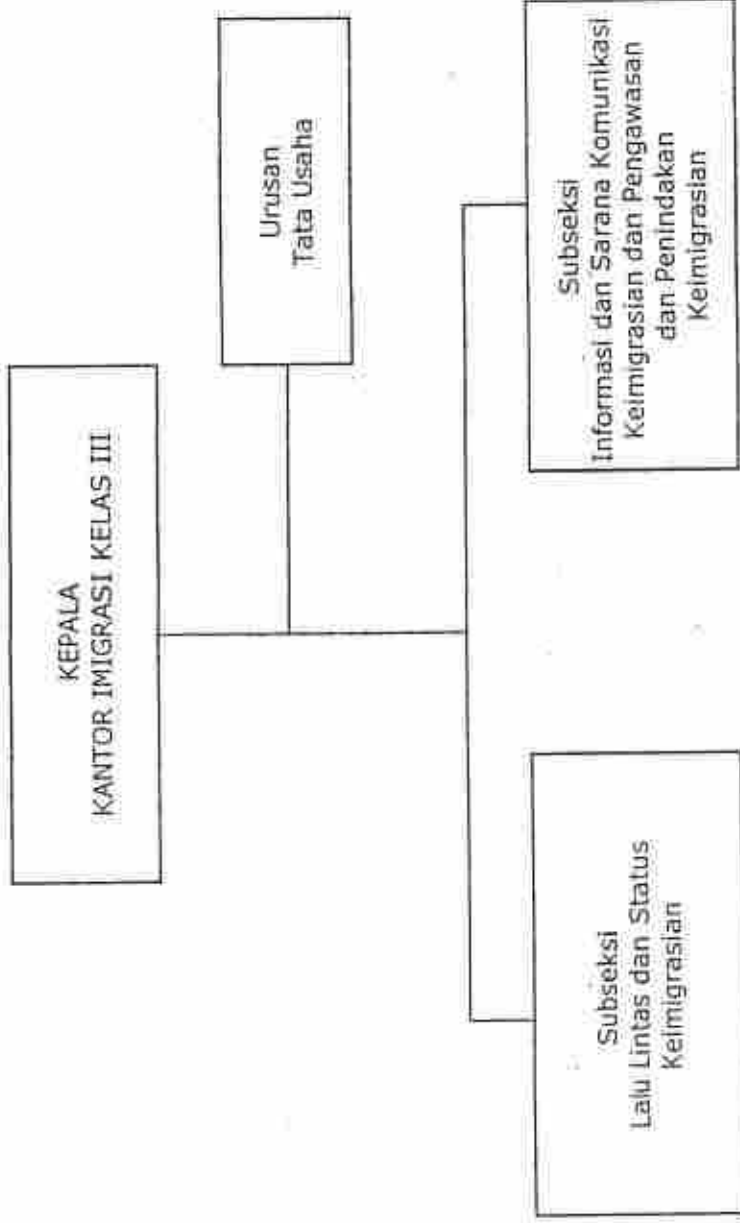 KEPALA
KANTOR IMIGRASI KELAS III
Urusan
Tata Usaha
Subseksi
Lalu Lintas dan Status
Keimigrasian
Subseksi
Informasi dan Sarana Komunikasi
Keimigrasian dan Pengawasan
dan Penindakan
Keimigrasian